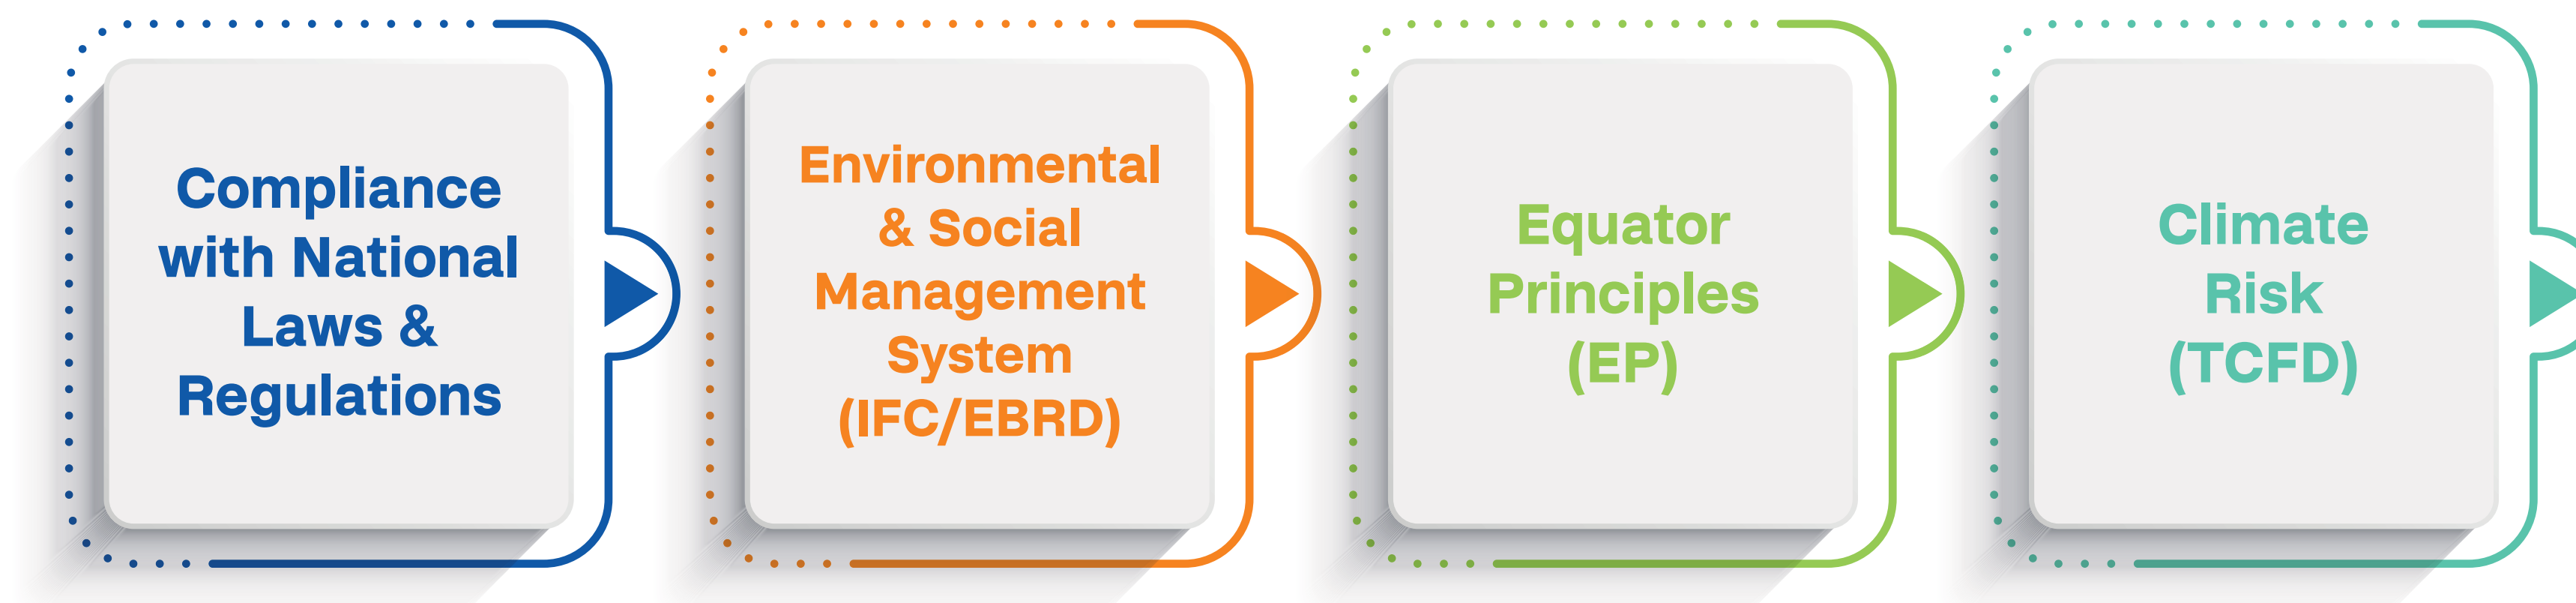 Compliance
with National
Laws &
Regulations
Environmental
& Social
Management
System
(IFC/EBRD)
Equator
Principles
(EP)
Climate
Risk
(TCFD)